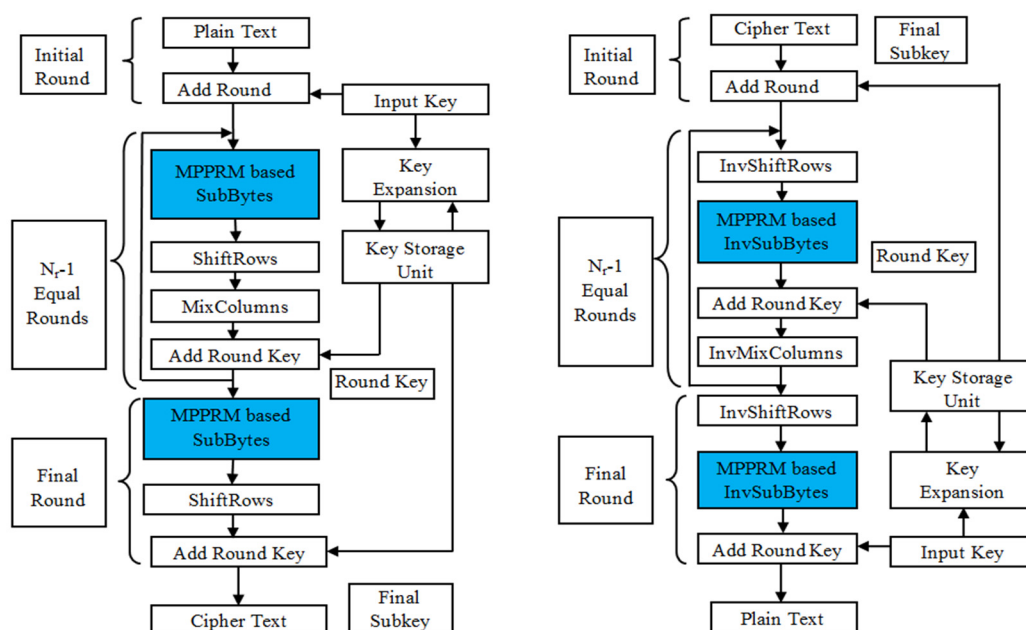 Plain Text
Initial
Round
Add Round
Input Key
MPPRM based
SubBytes
Key
Expansion
ShiftRows
Key Storage
Unit
N_r-1
Equal
Rounds
MixColumns
Add Round Key
Round Key
MPPRM based
SubBytes
Final
Round
ShiftRows
Add Round Key
Cipher Text
Final
Subkey
Cipher Text
Final
Subkey
Initial
Round
Add Round
InvShiftRows
MPPRM based
InvSubBytes
Round Key
N_r-1
Equal
Rounds
Add Round Key
InvMixColumns
Key Storage
Unit
InvShiftRows
Final
Round
MPPRM based
InvSubBytes
Key
Expansion
Add Round Key
Input Key
Plain Text